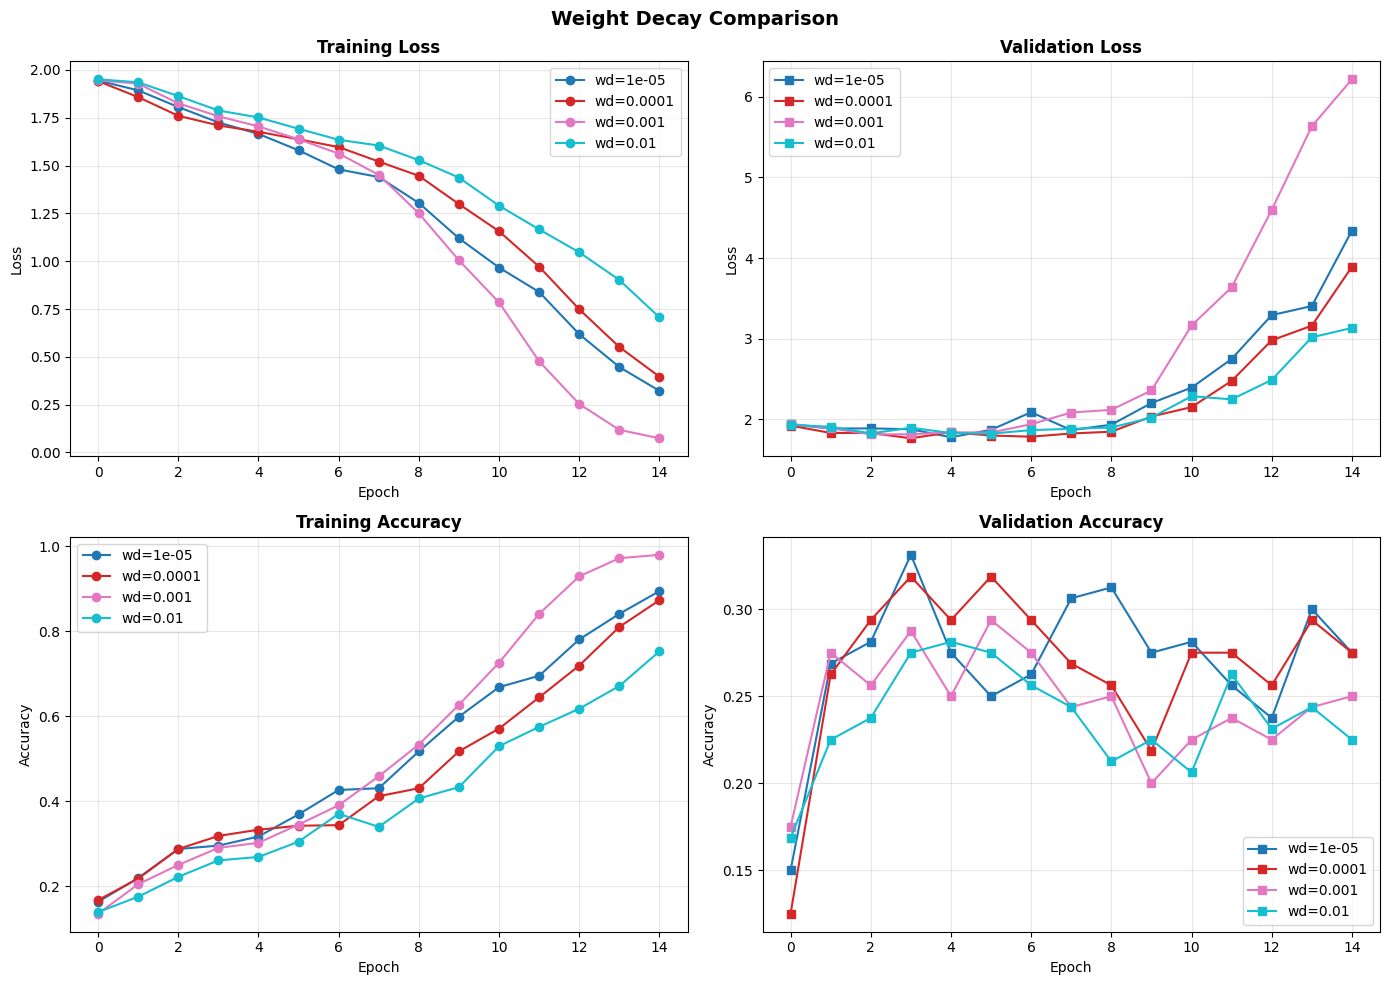 Weight Decay Comparison
Training Loss
2.00
1.75
1.50
1.25
1.00
0.75
0.50
0.25
0.00
Loss
0 2 4 6 8 10 12 14
Epoch
wd=1e-05
wd=0.0001
wd=0.001
wd=0.01
Validation Loss
6
5
4
3
2
Loss
0 2 4 6 8 10 12 14
Epoch
wd=1e-05
wd=0.0001
wd=0.001
wd=0.01
Training Accuracy
1.0
0.8
0.6
0.4
0.2
Accuracy
0 2 4 6 8 10 12 14
Epoch
wd=1e-05
wd=0.0001
wd=0.001
wd=0.01
Validation Accuracy
0.30
0.25
0.20
0.15
Accuracy
0 2 4 6 8 10 12 14
Epoch
wd=1e-05
wd=0.0001
wd=0.001
wd=0.01